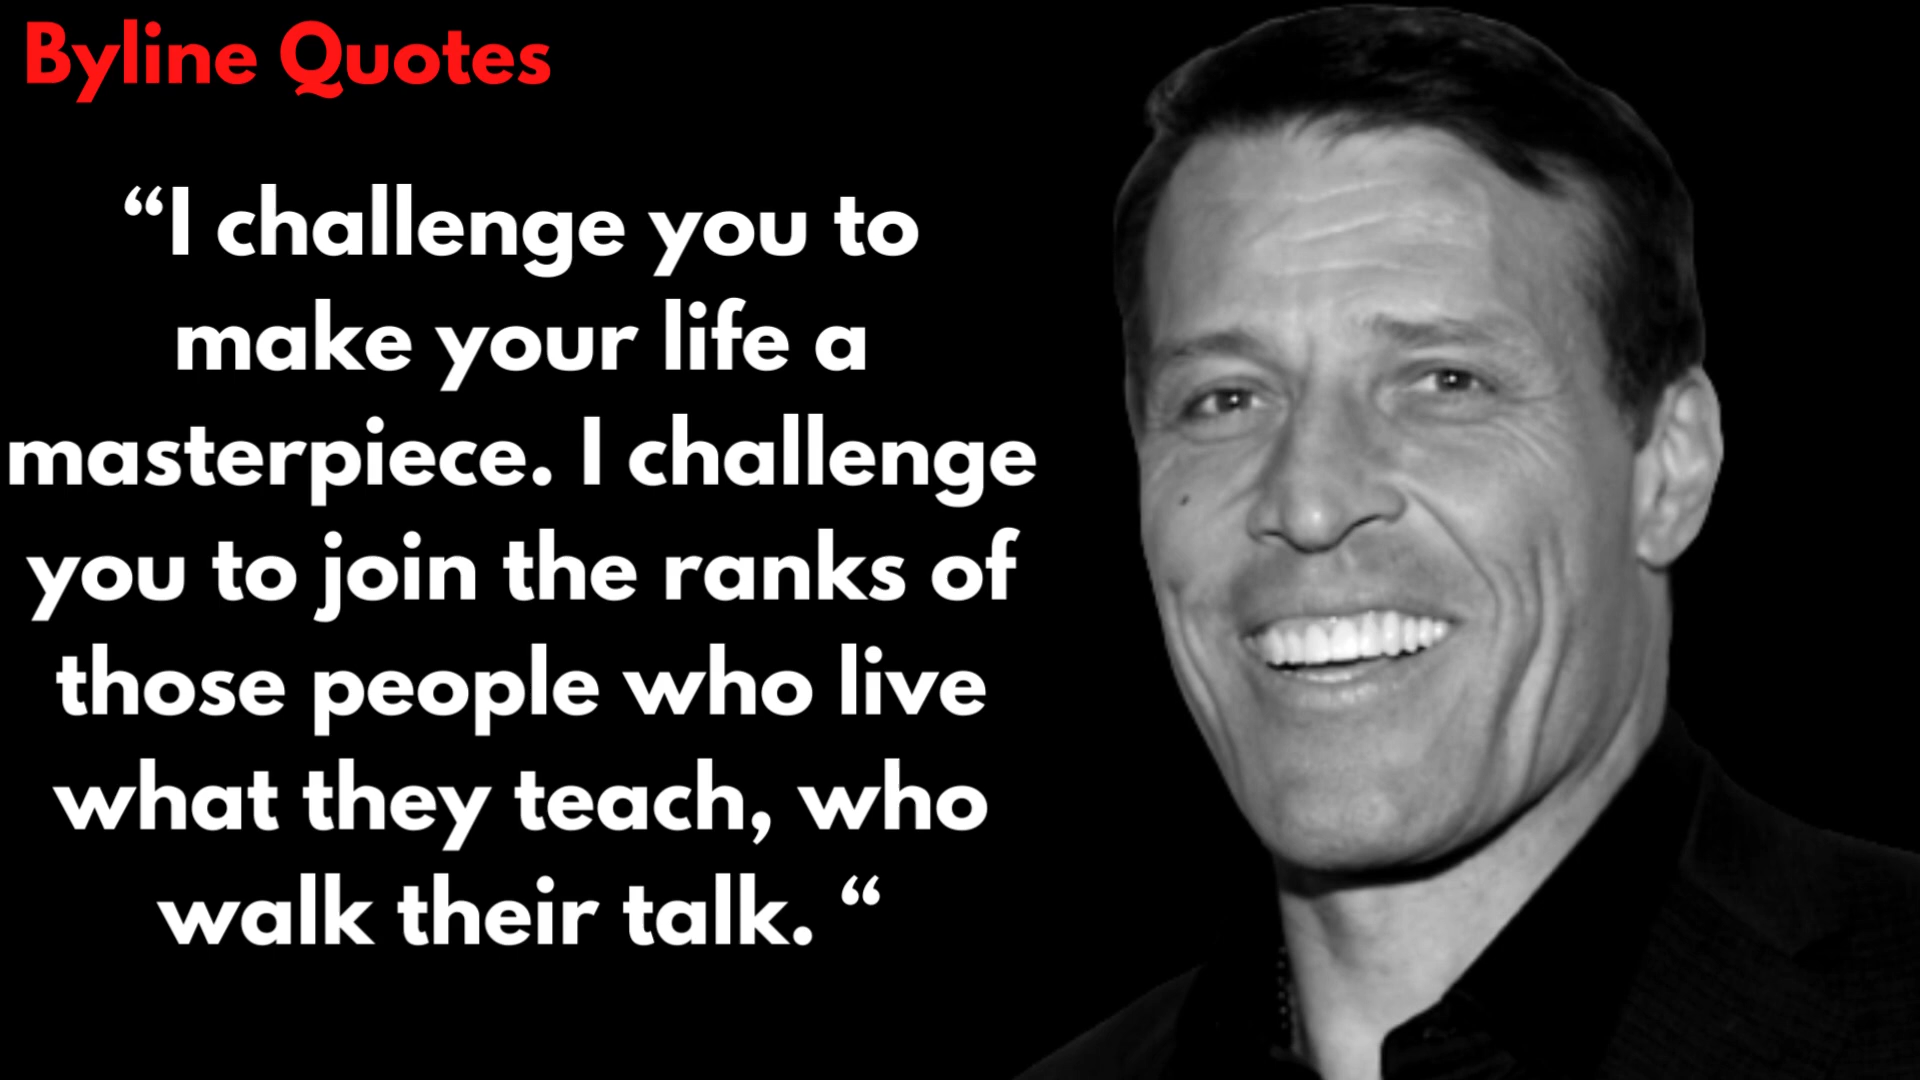 Byline Quotes
“I challenge you to
make your life a
masterpiece. I challenge
you to join the ranks of
those people who live
what they teach, who
walk their talk. “